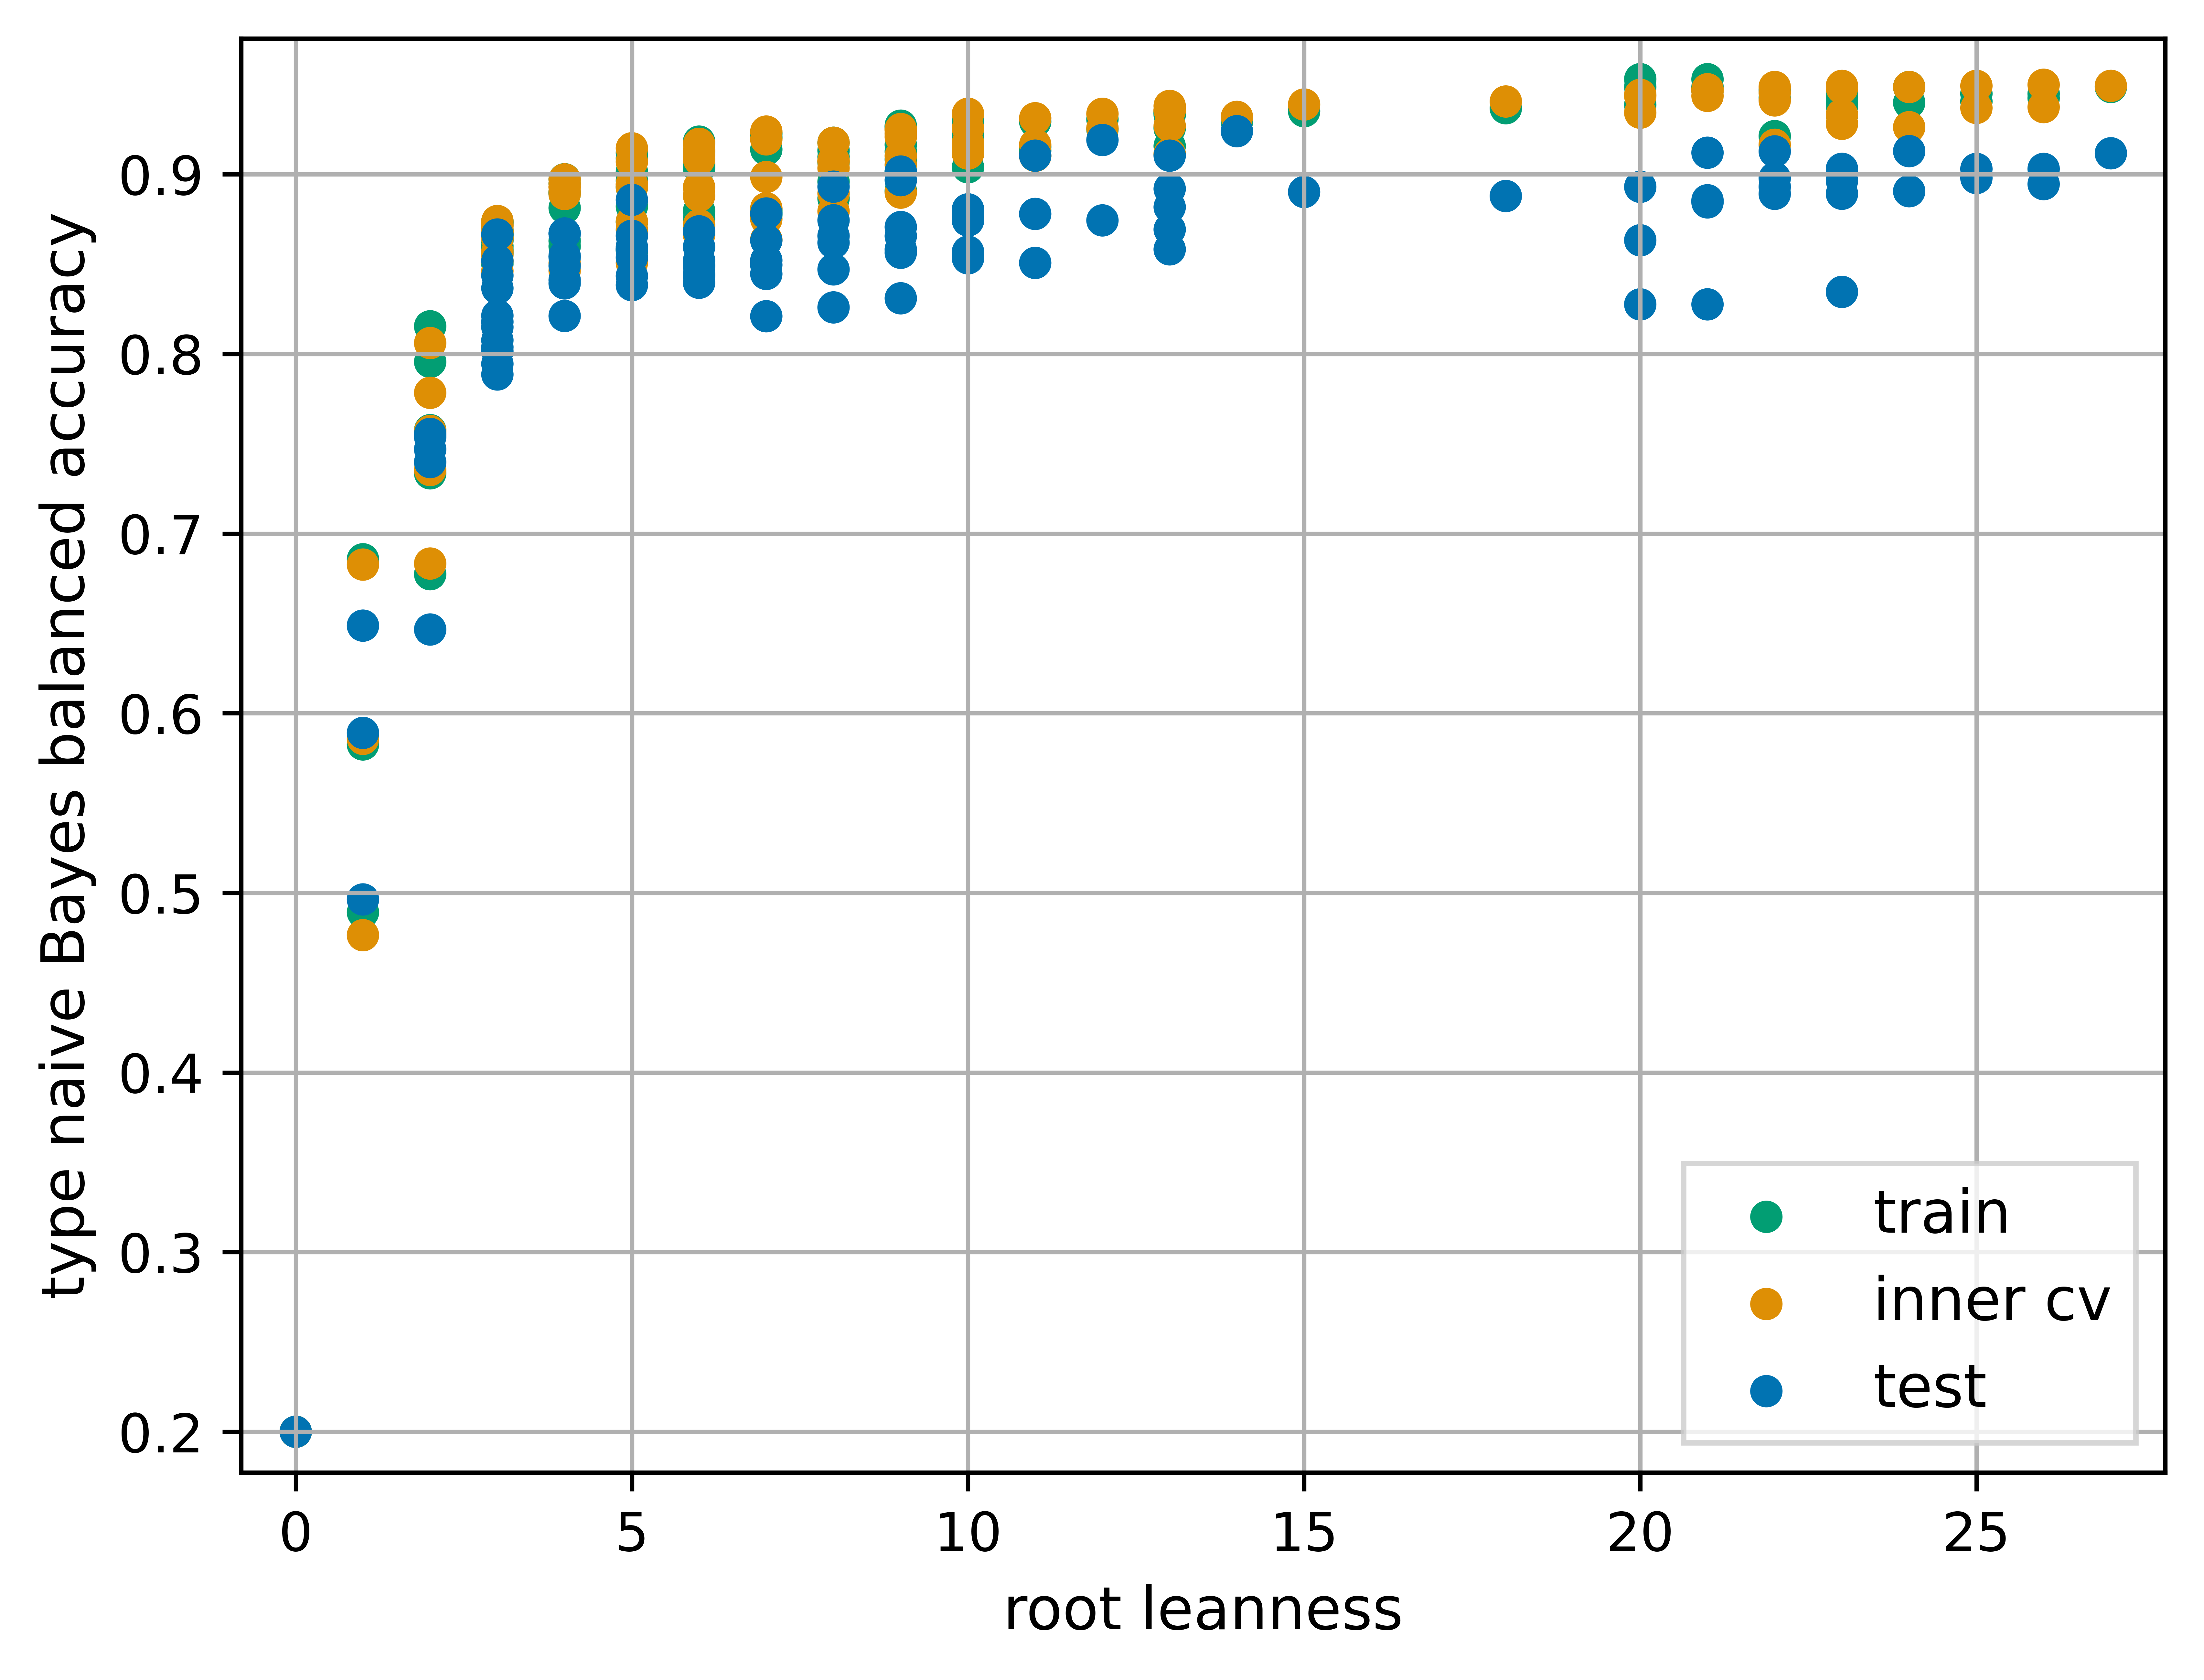 type naive Bayes balanced accuracy
0.9
0.8
0.7
0.6
0.5
0.4
0.3
0.2
train
inner cv
test
0 5 10 15 20 25
root leanness